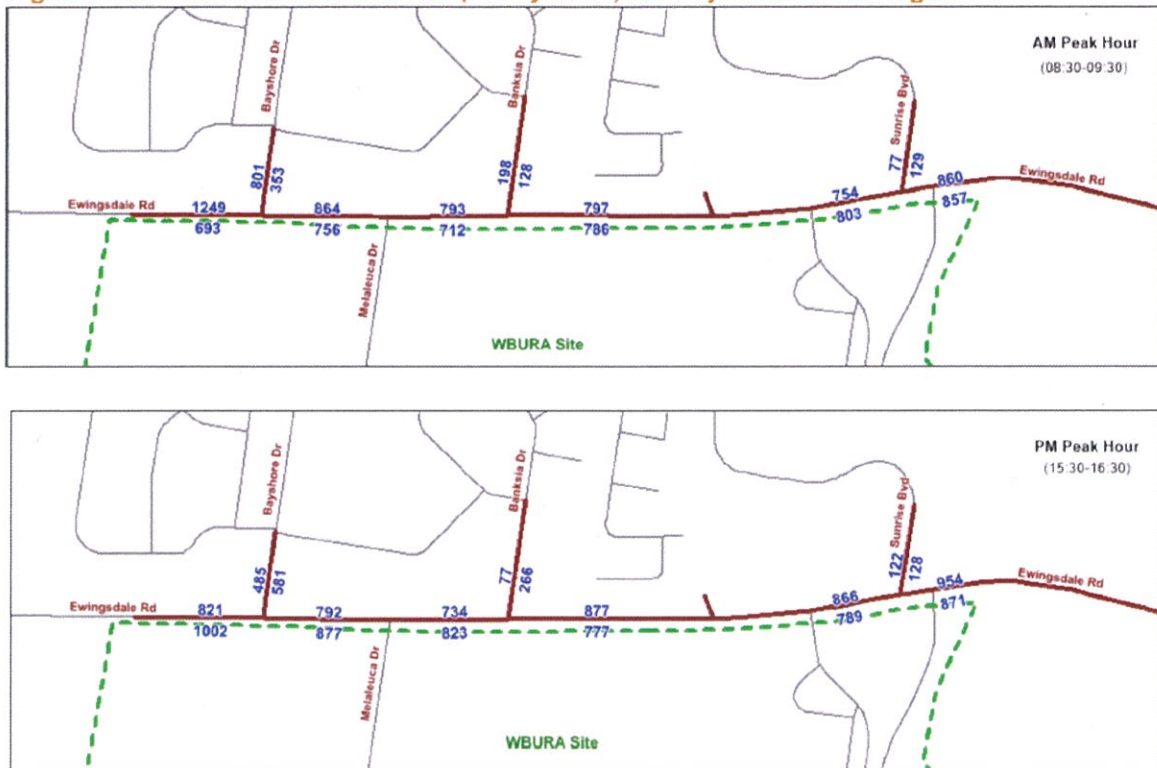 AM Peak Hour
(08:30-09:30)
Bayshore Dr
Banksia Dr
Sunrise Bvd
801
353
198
128
77
129
Ewingsdale Rd
Ewingsdale Rd
1249
864
793
797
754
860
693
756
712
786
803
857
Melaleuca Dr
WBURA Site
PM Peak Hour
(15:30-16:30)
Bayshore Dr
Banksia Dr
Sunrise Bvd
485
581
77
266
122
128
Ewingsdale Rd
Ewingsdale Rd
821
792
734
877
866
954
1002
877
823
777
789
871
Melaleuca Dr
WBURA Site